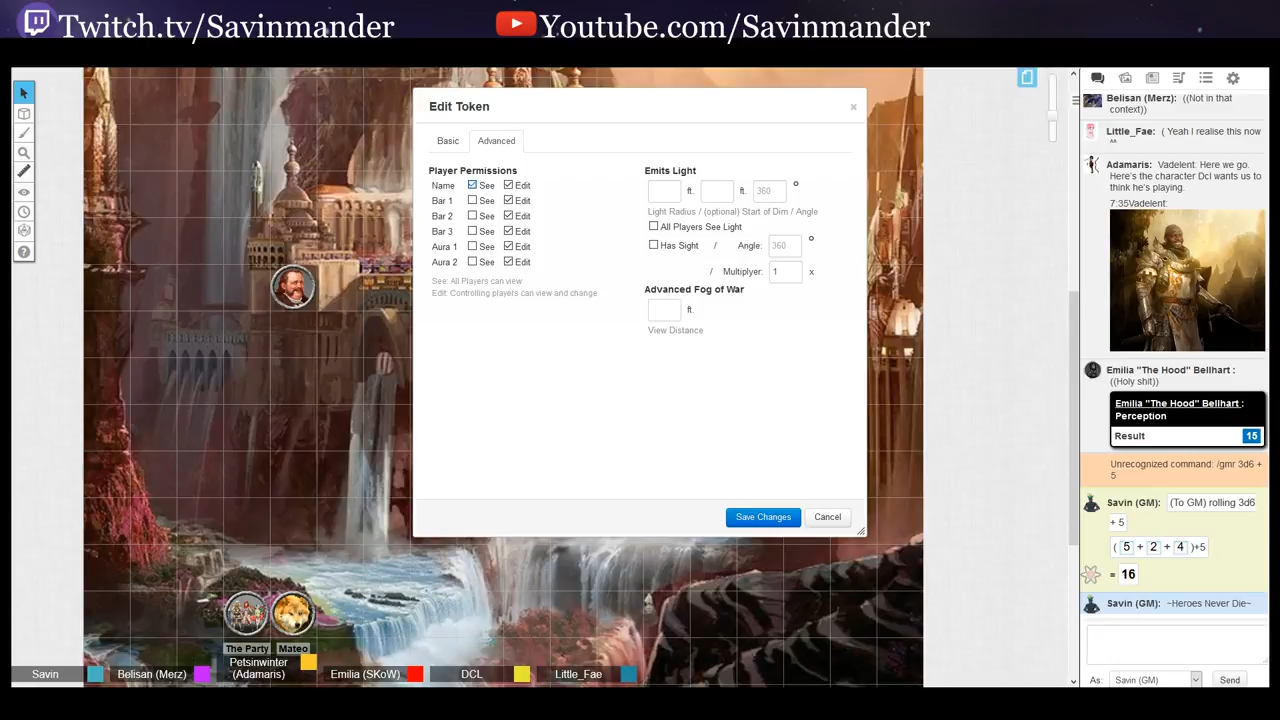 Twitch.tv/Savinmander
Youtube.com/Savinmander
Edit Token
×
Basic
Advanced
Player Permissions
Name See Edit
Bar 1 See Edit
Bar 2 See Edit
Bar 3 See Edit
Aura 1 See Edit
Aura 2 See Edit
See: All Players can view
Edit: Controlling players can view and change
Emits Light
ft. ft. 360 °
Light Radius / (optional) Start of Dim / Angle
All Players See Light
Has Sight / Angle: 360 °
/ Multiplyer: 1 x
Advanced Fog of War
ft.
View Distance
Save Changes
Cancel
Belisan (Merz): ((Not in that
context))
Little_Fae: ( Yeah I realise this now
^^
Adamaris: Vadelent: Here we go.
Here's the character Dcl wants us to
think he's playing.
7:35Vadelent:
Emilia "The Hood" Bellhart :
((Holy shit))
Emilia "The Hood" Bellhart :
Perception
Result 15
Unrecognized command: /gmr 3d6 +
5
Savin (GM): (To GM) rolling 3d6
+ 5
( 5 + 2 + 4 )+5
= 16
Savin (GM): ~Heroes Never Die~
As: Savin (GM) Send
The Party
Mateo
Savin
Belisan (Merz)
Petsinwinter
(Adamaris)
Emilia (SKoW)
DCL
Little_Fae